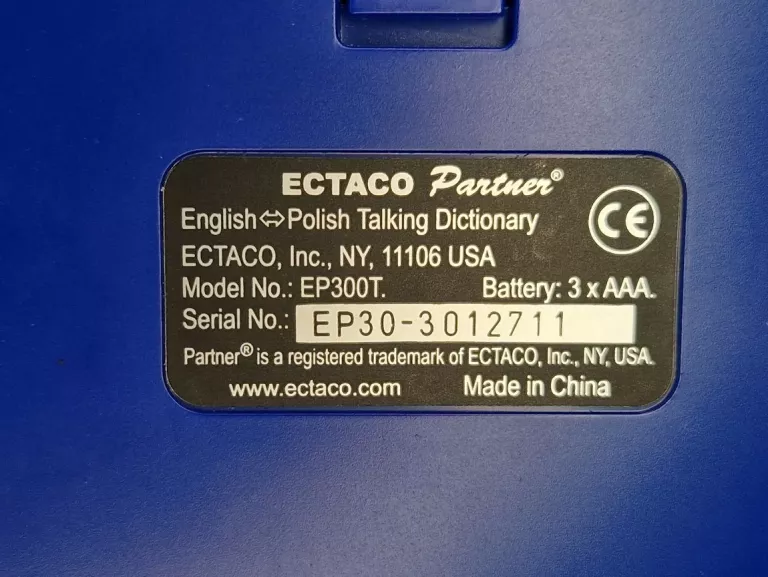 ECTACO Partner®
English⇔Polish Talking Dictionary
CE
ECTACO, Inc., NY, 11106 USA
Model No.: EP300T. Battery: 3 x AAA.
Serial No.: EP30-3012711
Partner® is a registered trademark of ECTACO, Inc., NY, USA.
www.ectaco.com Made in China